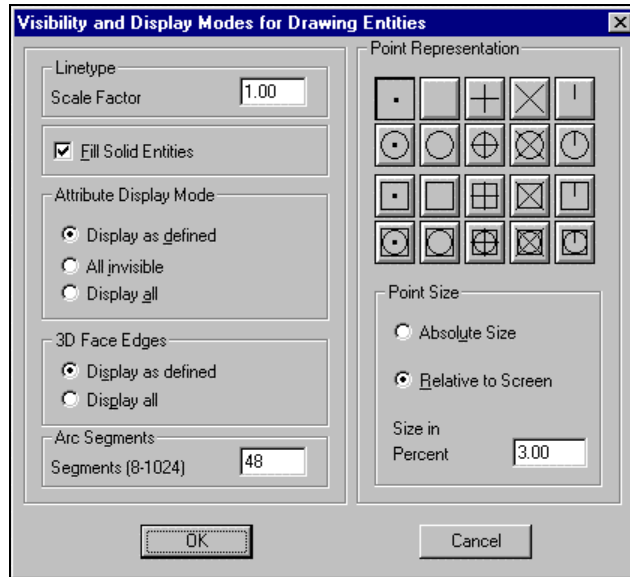 Visibility and Display Modes for Drawing Entities
Linetype
Scale Factor 1.00
Fill Solid Entities
Attribute Display Mode
Display as defined
All invisible
Display all
3D Face Edges
Display as defined
Display all
Arc Segments
Segments (8-1024) 48
Point Representation
Point Size
Absolute Size
Relative to Screen
Size in
Percent 3.00
OK
Cancel